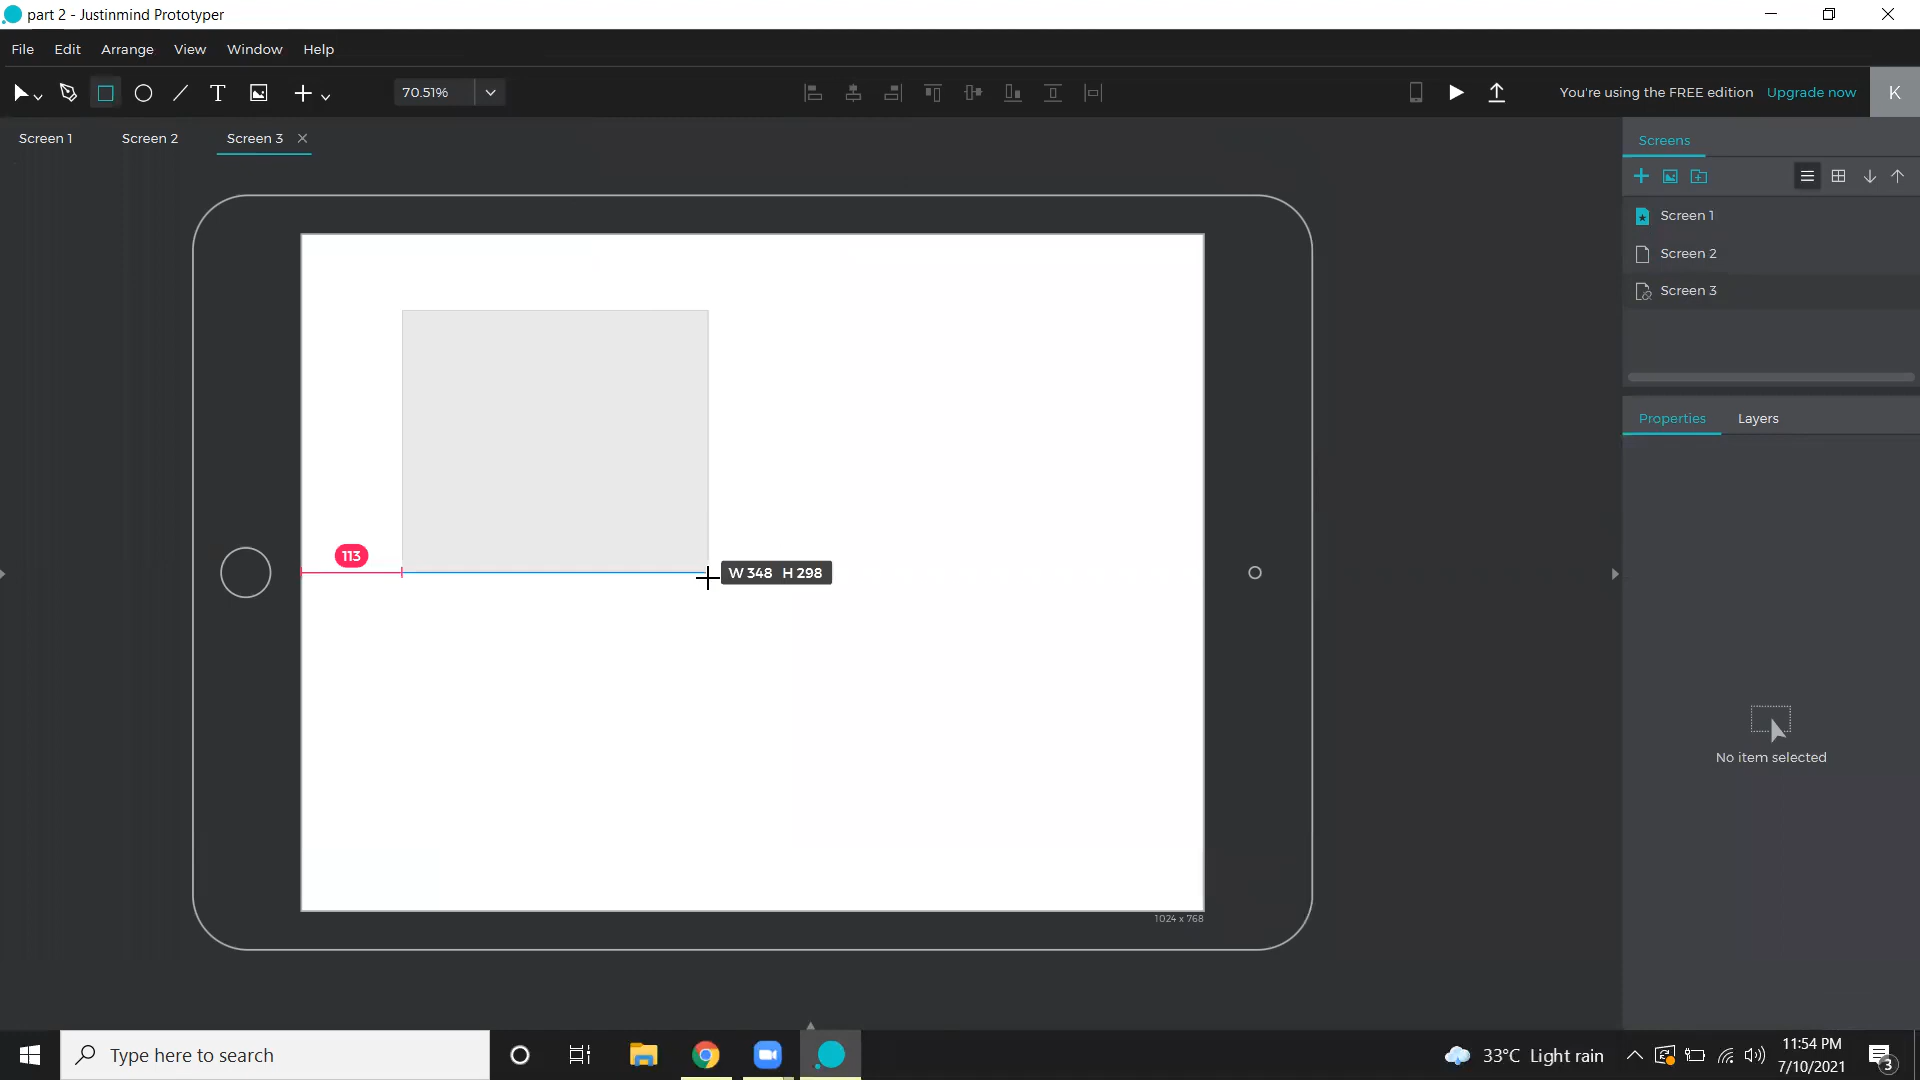 part 2 - Justinmind Prototyper
File Edit Arrange View Window Help
70.51%
You're using the FREE edition Upgrade now K
Screen 1 Screen 2 Screen 3
Screens
Screen 1
Screen 2
Screen 3
Properties Layers
113
W 348 H 298
No item selected
1024 x 768
Type here to search
33°C Light rain
11:54 PM
7/10/2021
3